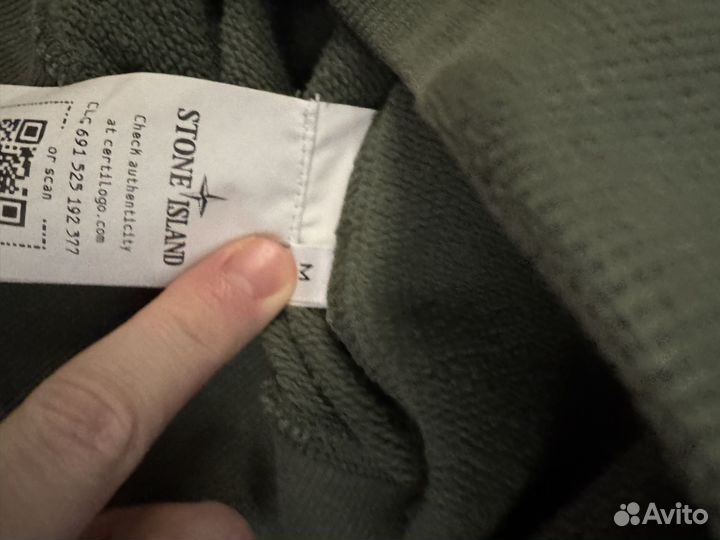 STONE ISLAND
Check authenticity
at certilogo.com
CLG 691 525 192 377
or scan
M
Avito